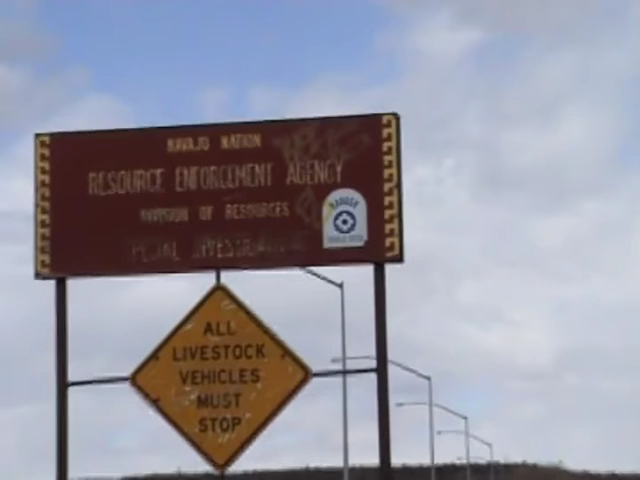 NAVAJO NATION
RESOURCE ENFORCEMENT AGENCY
DIVISION OF RESOURCES
ALL
LIVESTOCK
VEHICLES
MUST
STOP